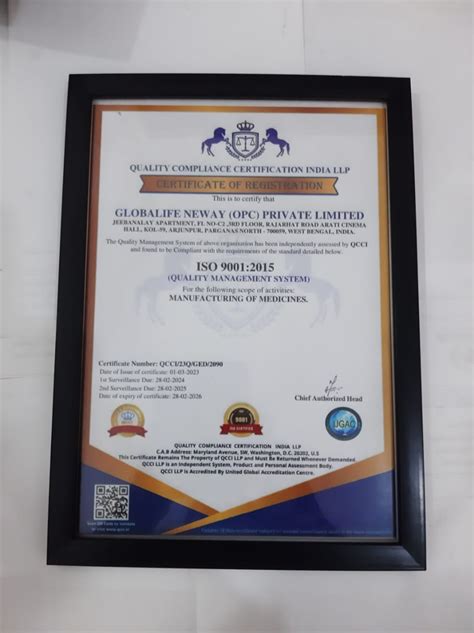 QUALITY COMPLIANCE CERTIFICATION INDIA LLP
CERTIFICATE OF REGISTRATION
This is to certify that
GLOBALIFE NEWAY (OPC) PRIVATE LIMITED
JEEBANALAY APARTMENT, FL NO-C2 ,3RD FLOOR, RAJARHAT ROAD ARATI CINEMA
HALL, KOL-59, ARJUNPUR, PARGANAS NORTH - 700059, WEST BENGAL, INDIA.
The Quality Management System of above organisation has been independently assessed by QCCI
and found to be Compliant with the requirements of the standard detailed below.
ISO 9001:2015
(QUALITY MANAGEMENT SYSTEM)
For the following scope of activities:
MANUFACTURING OF MEDICINES.
Certificate Number: QCCI/23Q/GED/2090
Date of Issue of certificate: 01-03-2023
1st Surveillance Due: 28-02-2024
2nd Surveillance Due: 28-02-2025
Date of expiry of certificate: 28-02-2026
Chief Authorized Head
9001
UGAC
QUALITY COMPLIANCE CERTIFICATION INDIA LLP
C.A.B Address: Maryland Avenue, SW, Washington, D.C. 20202, U.S
This Certificate Remains The Property of QCCI LLP and Must Be Returned Whenever Demanded
QCCI LLP is an Independent System, Product and Personal Assessment Body.
QCCI LLP is Accredited By United Global Accreditation Centre.